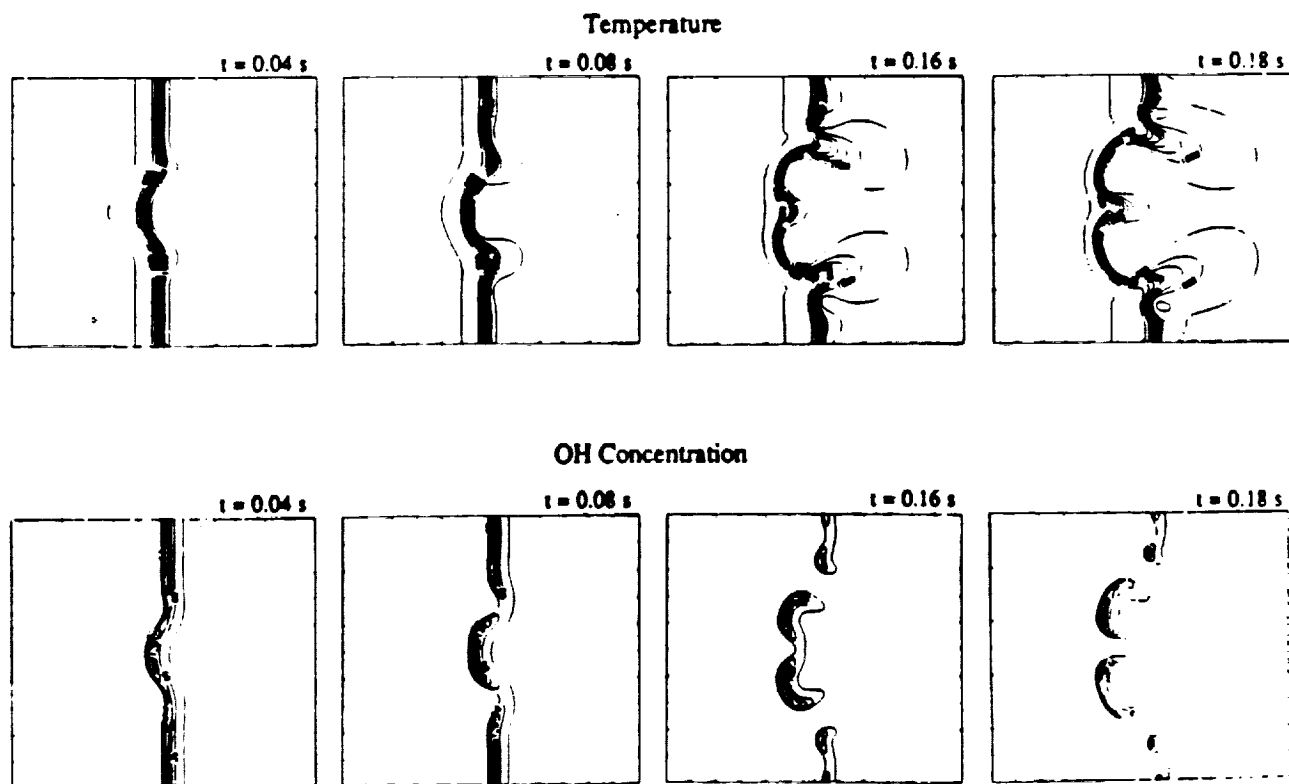 Temperature
t = 0.04 s
t = 0.08 s
t = 0.16 s
t = 0.18 s
OH Concentration
t = 0.04 s
t = 0.08 s
t = 0.16 s
t = 0.18 s